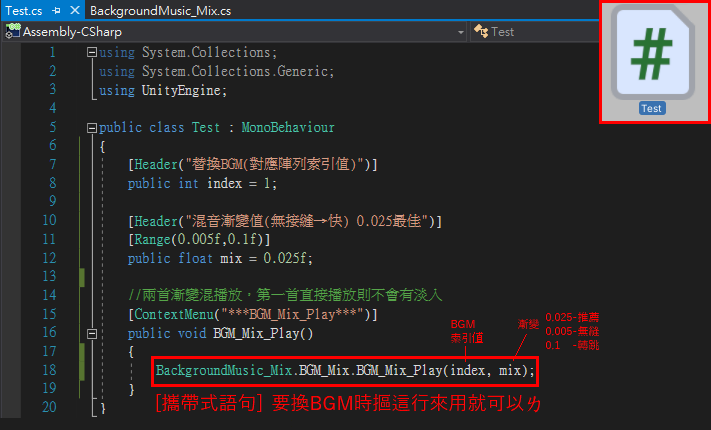 Test.cs
BackgroundMusic_Mix.cs
Assembly-CSharp
Test
Test
1 using System.Collections;
2 using System.Collections.Generic;
3 using UnityEngine;
4
5 public class Test : MonoBehaviour
6 {
7 [Header("替換BGM(對應陣列索引值")]
8 public int index = 1;
9
10 [Header("混音漸變值(無接縫→快) 0.025最佳")]
11 [Range(0.005f,0.1f)]
12 public float mix = 0.025f;
13
14 //兩首漸變混播放，第一首直接播放則不會有淡入
15 [ContextMenu("***BGM_Mix_Play***")]
16 public void BGM_Mix_Play()
17 {
18 BackgroundMusic_Mix.BGM_Mix.BGM_Mix_Play(index, mix);
19 }
20 }
BGM
索引值
漸變
0.025-推薦
0.005-無縫
0.1 -轉跳
[攜帶式語句] 要換BGM時摳這行來用就可以ㄌ